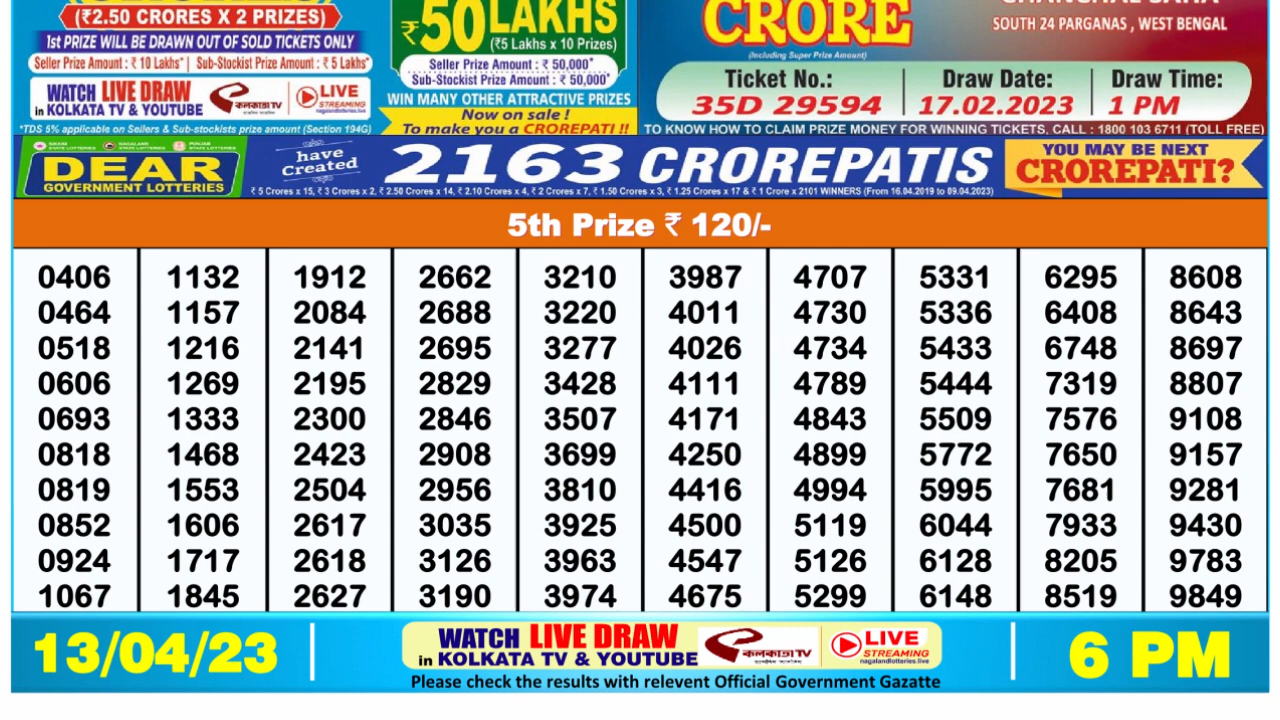 (₹2.50 CRORES X 2 PRIZES)
1st PRIZE WILL BE DRAWN OUT OF SOLD TICKETS ONLY
Seller Prize Amount : ₹ 10 Lakhs* | Sub-Stockist Prize Amount : ₹ 5 Lakhs*
WATCH LIVE DRAW
in KOLKATA TV & YOUTUBE
কলকাতা TV
LIVE
STREAMING
nagalandlotteries.live
*TDS 5% applicable on Sellers & Sub-stockists prize amount (Section 194G)
₹50 LAKHS
(₹5 Lakhs x 10 Prizes)
Seller Prize Amount : ₹ 50,000*
Sub-Stockist Prize Amount : ₹ 50,000*
WIN MANY OTHER ATTRACTIVE PRIZES
Now on sale !
To make you a CROREPATI !!
CRORE
(Including Super Prize Amount)
SOUTH 24 PARGANAS , WEST BENGAL
Ticket No.: Draw Date: Draw Time:
35D 29594 17.02.2023 1 PM
TO KNOW HOW TO CLAIM PRIZE MONEY FOR WINNING TICKETS, CALL : 1800 103 6711 (TOLL FREE)
DEAR
GOVERNMENT LOTTERIES
have
created
2163 CROREPATIS
₹ 5 Crores x 15, ₹ 3 Crores x 2, ₹ 2.50 Crores x 14, ₹ 2.10 Crores x 4, ₹ 2 Crores x 7, ₹ 1.50 Crores x 3, ₹ 1.25 Crores x 17 & ₹ 1 Crore x 2101 WINNERS (From 16.04.2019 to 09.04.2023)
YOU MAY BE NEXT
CROREPATI?
5th Prize ₹ 120/-
0406 1132 1912 2662 3210 3987 4707 5331 6295 8608
0464 1157 2084 2688 3220 4011 4730 5336 6408 8643
0518 1216 2141 2695 3277 4026 4734 5433 6748 8697
0606 1269 2195 2829 3428 4111 4789 5444 7319 8807
0693 1333 2300 2846 3507 4171 4843 5509 7576 9108
0818 1468 2423 2908 3699 4250 4899 5772 7650 9157
0819 1553 2504 2956 3810 4416 4994 5995 7681 9281
0852 1606 2617 3035 3925 4500 5119 6044 7933 9430
0924 1717 2618 3126 3963 4547 5126 6128 8205 9783
1067 1845 2627 3190 3974 4675 5299 6148 8519 9849
13/04/23
WATCH LIVE DRAW
in KOLKATA TV & YOUTUBE
কলকাতা TV
LIVE
STREAMING
nagalandlotteries.live
Please check the results with relevent Official Government Gazatte
6 PM